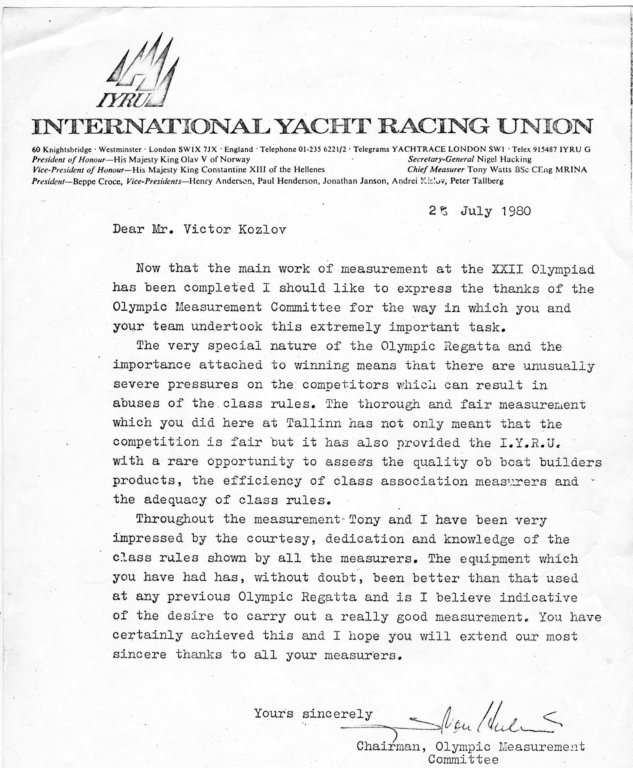 IYRU
INTERNATIONAL YACHT RACING UNION
60 Knightsbridge · Westminster · London SW1X 7JX · England · Telephone 01-235 6221/2 · Telegrams YACHTRACE LONDON SW1 · Telex 915487 IYRU G
President of Honour—His Majesty King Olav V of Norway Secretary-General Nigel Hacking
Vice-President of Honour—His Majesty King Constantine XIII of the Hellenes Chief Measurer Tony Watts BSc CEng MRINA
President—Beppe Croce, Vice-Presidents—Henry Anderson, Paul Henderson, Jonathan Janson, Andrei Peter Tallberg
July 1980
Dear Mr. Victor Kozlov
Now that the main work of measurement at the XXII Olympiad
has been completed I should like to express the thanks of the
Olympic Measurement Committee for the way in which you and
your team undertook this extremely important task.
The very special nature of the Olympic Regatta and the
importance attached to winning means that there are unusually
severe pressures on the competitors which can result in
abuses of the class rules. The thorough and fair measurement
which you did here at Tallinn has not only meant that the
competition is fair but it has also provided the I.Y.R.U.
with a rare opportunity to assess the quality ob boat builders
products, the efficiency of class association measurers and
the adequacy of class rules.
Throughout the measurement Tony and I have been very
impressed by the courtesy, dedication and knowledge of the
class rules shown by all the measurers. The equipment which
you have had has, without doubt, been better than that used
at any previous Olympic Regatta and is I believe indicative
of the desire to carry out a really good measurement. You have
certainly achieved this and I hope you will extend our most
sincere thanks to all your measurers.
Yours sincerely
Chairman, Olympic Measurement
Committee